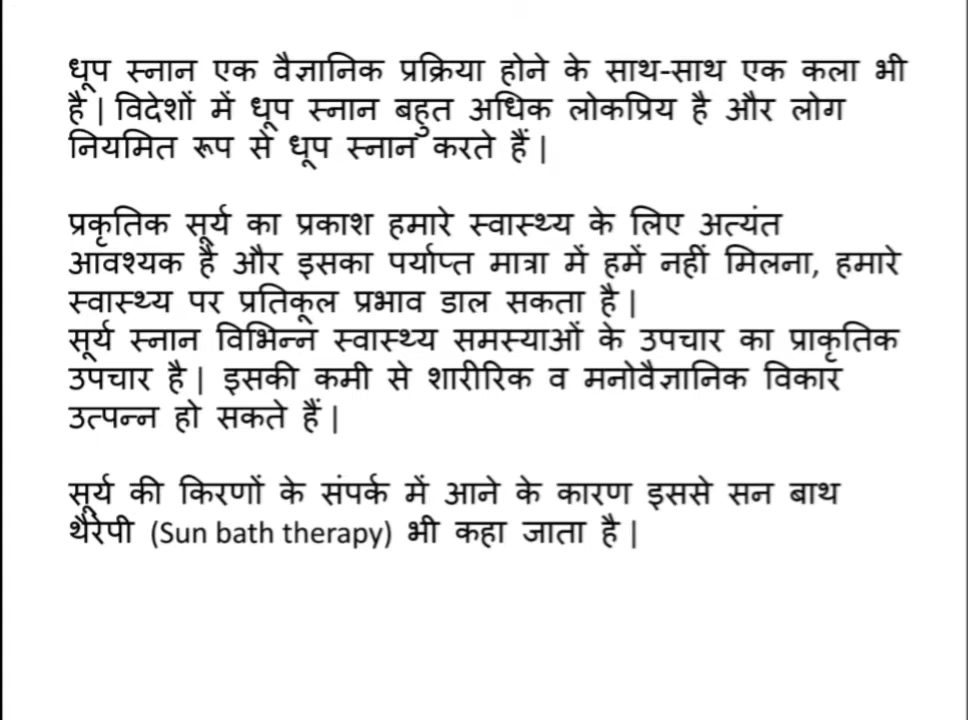 धूप स्नान एक वैज्ञानिक प्रक्रिया होने के साथ-साथ एक कला भी
है| विदेशों में धूप स्नान बहुत अधिक लोकप्रिय है और लोग
नियमित रूप से धूप स्नान करते हैं|
प्रकृतिक सूर्य का प्रकाश हमारे स्वास्थ्य के लिए अत्यंत
आवश्यक है और इसका पर्याप्त मात्रा में हमें नहीं मिलना, हमारे
स्वास्थ्य पर प्रतिकूल प्रभाव डाल सकता है|
सूर्य स्नान विभिन्न स्वास्थ्य समस्याओं के उपचार का प्राकृतिक
उपचार है| इसकी कमी से शारीरिक व मनोवैज्ञानिक विकार
उत्पन्न हो सकते हैं|
सूर्य की किरणों के संपर्क में आने के कारण इससे सन बाथ
थैरेपी (Sun bath therapy) भी कहा जाता है|